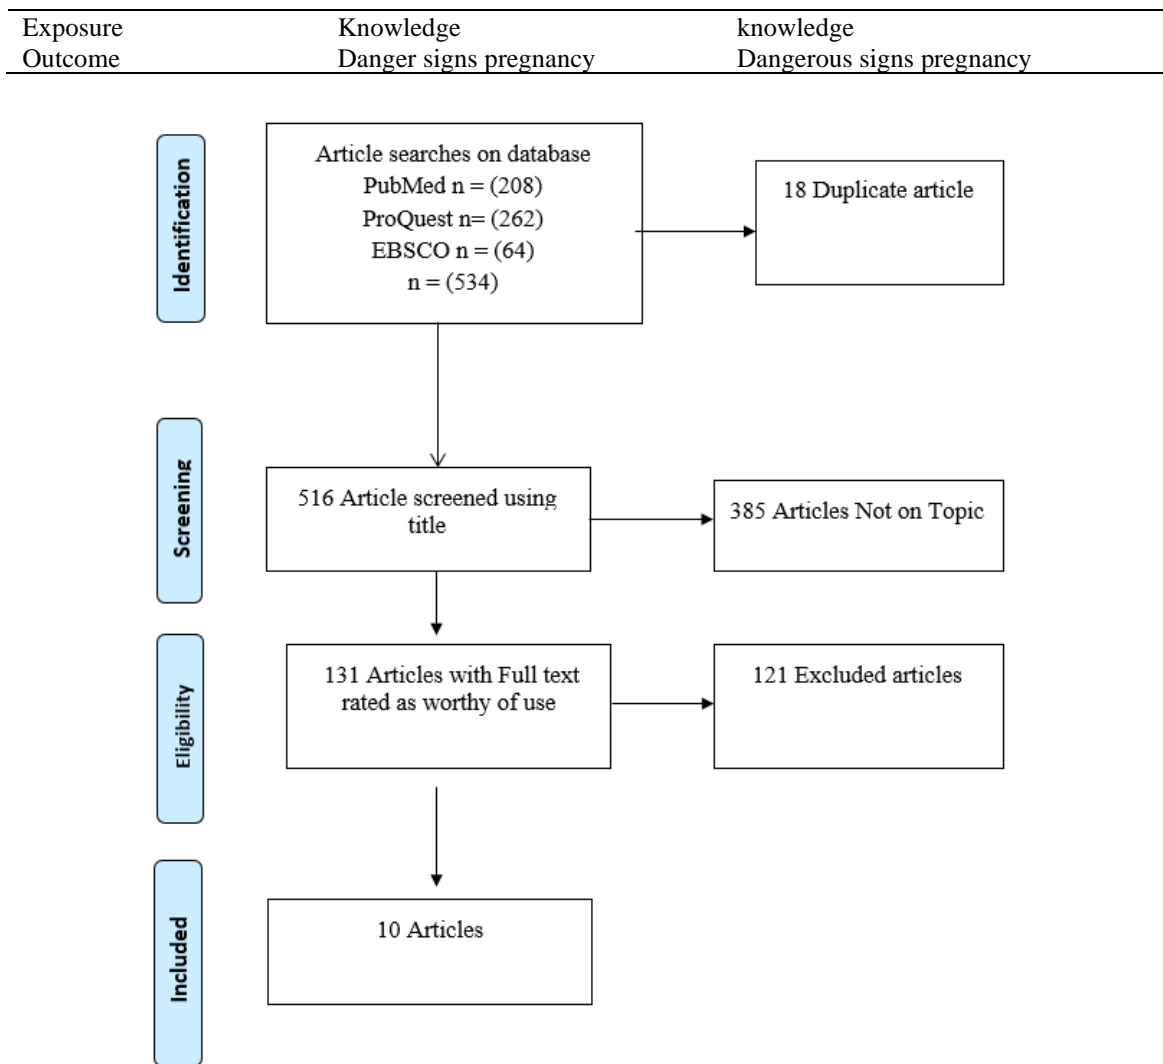 Exposure Knowledge knowledge
Outcome Danger signs pregnancy Dangerous signs pregnancy
Identification
Article searches on database
PubMed n = (208)
ProQuest n= (262)
EBSCO n = (64)
n = (534)
18 Duplicate article
Screening
516 Article screened using
title
385 Articles Not on Topic
Eligibility
131 Articles with Full text
rated as worthy of use
121 Excluded articles
Included
10 Articles